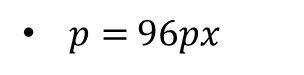 • p = 96px